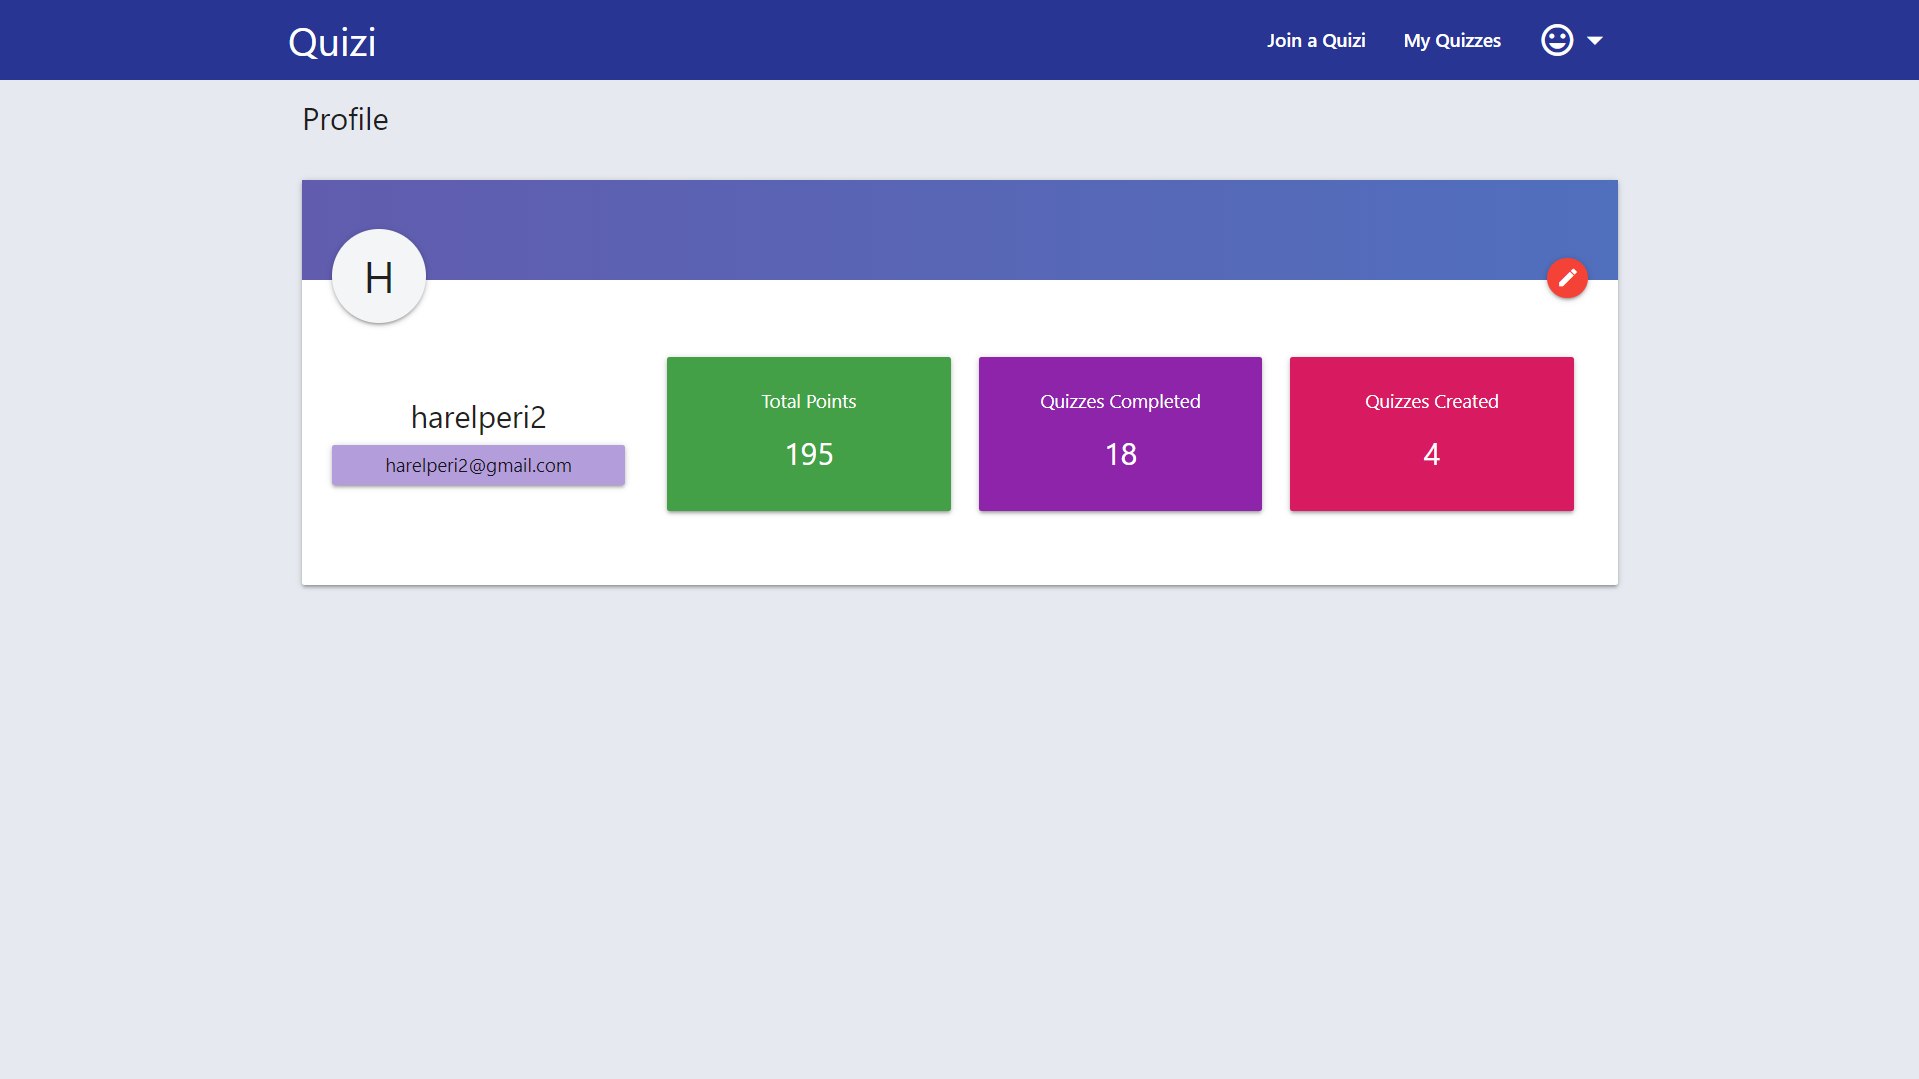 Quizi
Join a Quizi
My Quizzes
Profile
H
harelperi2
harelperi2@gmail.com
Total Points
195
Quizzes Completed
18
Quizzes Created
4